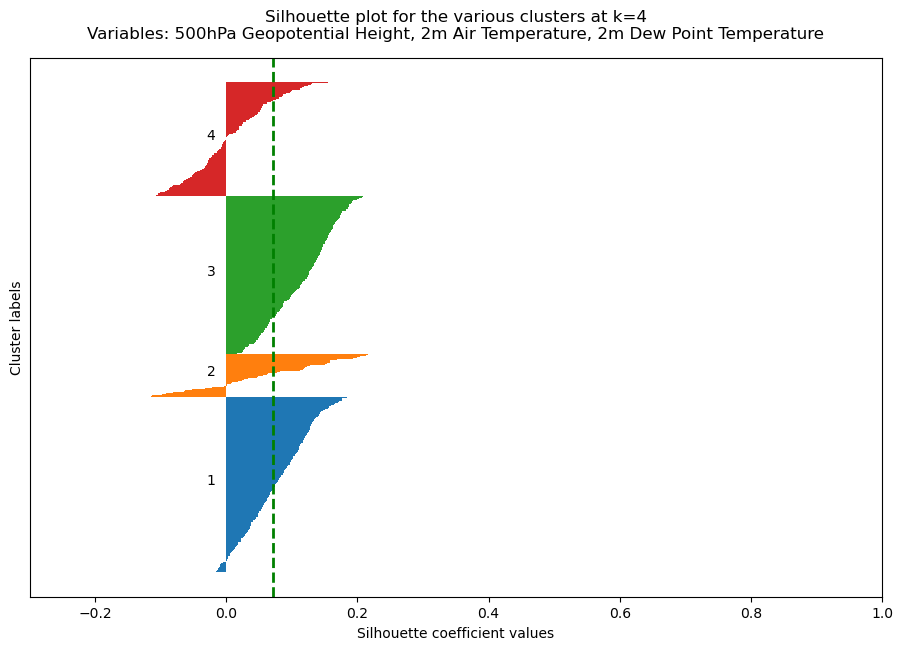 Silhouette plot for the various clusters at k=4
Variables: 500hPa Geopotential Height, 2m Air Temperature, 2m Dew Point Temperature
Cluster labels
4
3
2
1
−0.2 0.0 0.2 0.4 0.6 0.8 1.0
Silhouette coefficient values